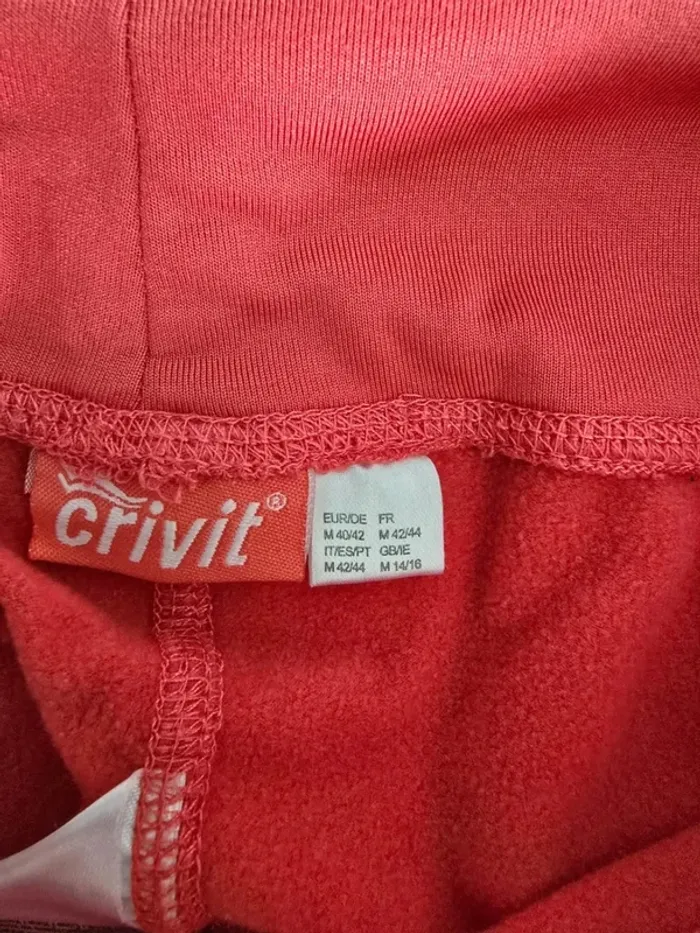 crivit®
EUR/DE FR
M 40/42 M 42/44
IT/ES/PT GB/IE
M 42/44 M 14/16